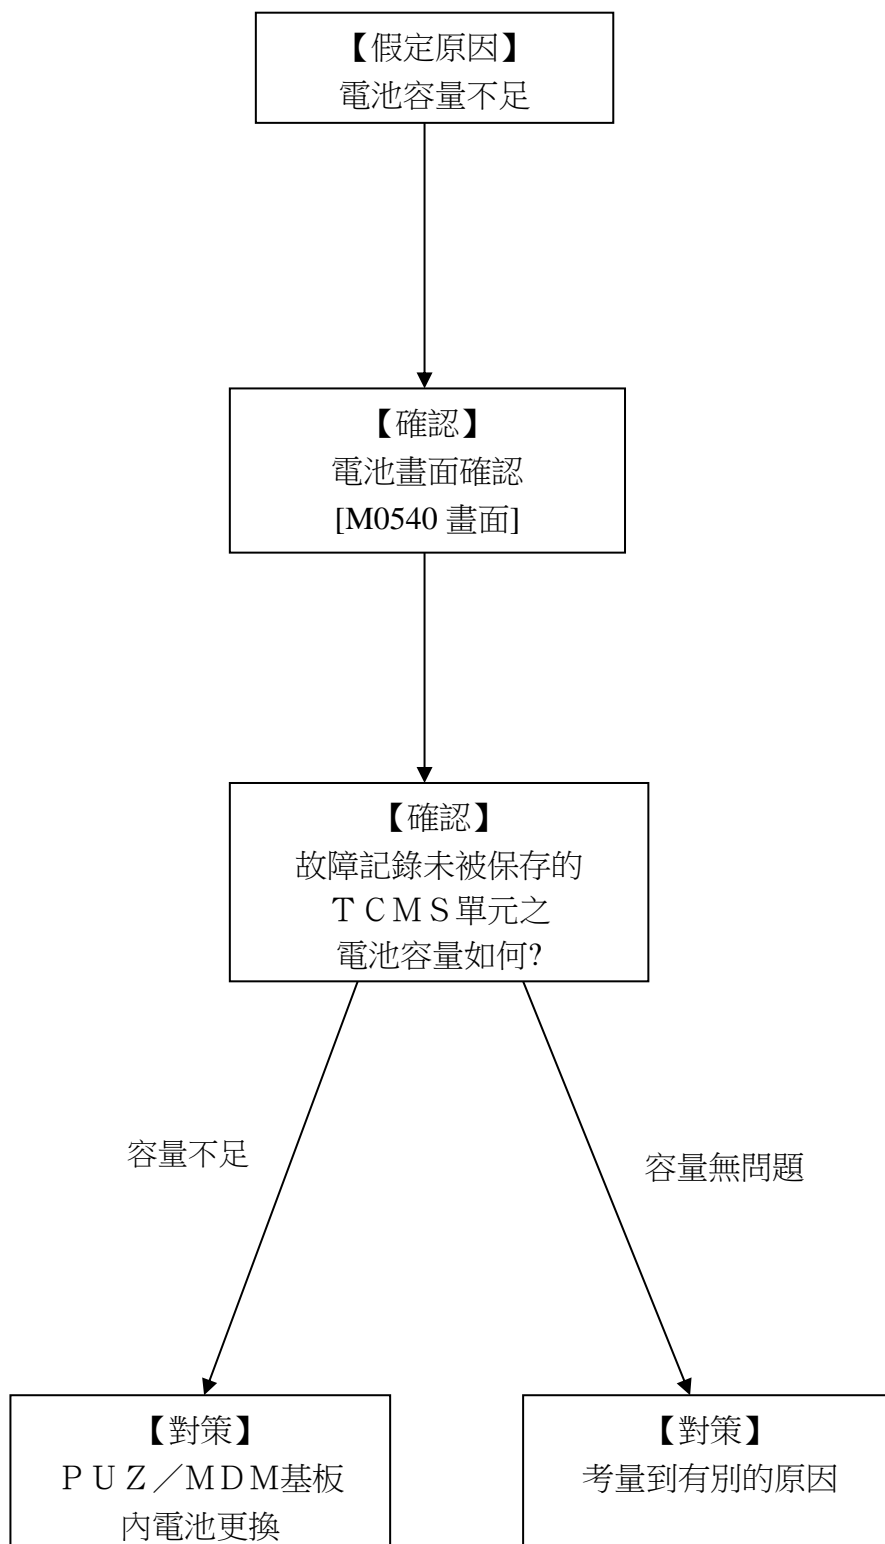 【假定原因】
電池容量不足
【確認】
電池畫面確認
[M0540 畫面]
【確認】
故障記錄未被保存的
ＴＣＭＳ單元之
電池容量如何?
容量不足
容量無問題
【對策】
ＰＵＺ／ＭＤＭ基板
內電池更換
【對策】
考量到有別的原因